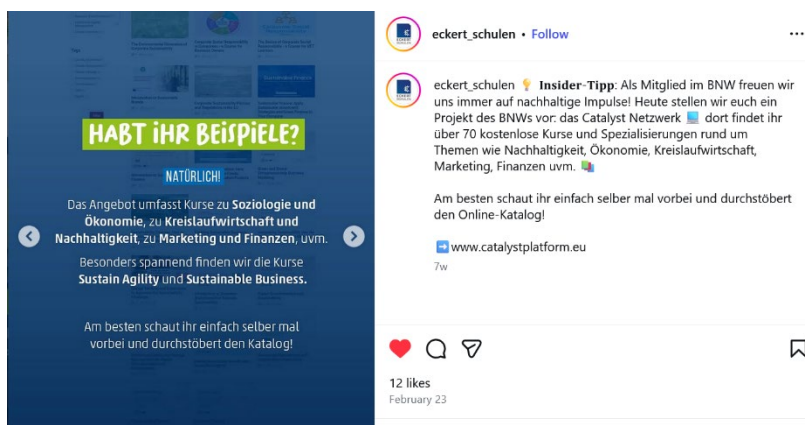 HABT IHR BEISPIELE?
NATÜRLICH!
Das Angebot umfasst Kurse zu Soziologie und
Ökonomie, zu Kreislaufwirtschaft und
Nachhaltigkeit, zu Marketing und Finanzen, uvm.
Besonders spannend finden wir die Kurse
Sustain Agility und Sustainable Business.
Am besten schaut ihr einfach selber mal
vorbei und durchstöbert den Katalog!
eckert_schulen • Follow
eckert_schulen 💡 Insider-Tipp: Als Mitglied im BNW freuen wir
uns immer auf nachhaltige Impulse! Heute stellen wir euch ein
Projekt des BNWs vor: das Catalyst Netzwerk 💻 dort findet ihr
über 70 kostenlose Kurse und Spezialisierungen rund um
Themen wie Nachhaltigkeit, Ökonomie, Kreislaufwirtschaft,
Marketing, Finanzen uvm. 📚
Am besten schaut ihr einfach selber mal vorbei und durchstöbert
den Online-Katalog!
➡️www.catalystplatform.eu
7w
12 likes
February 23